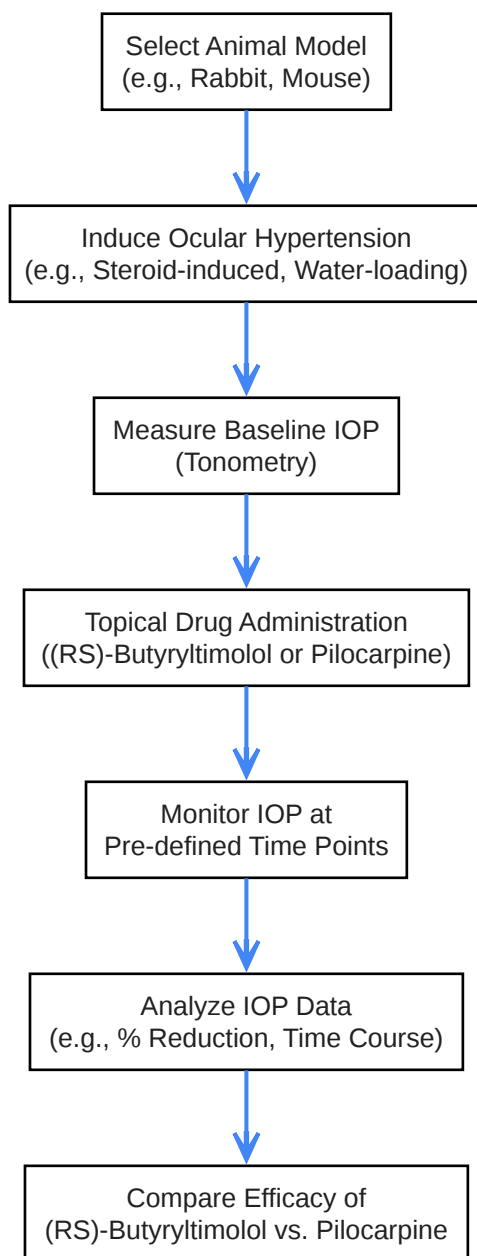 Select Animal Model
(e.g., Rabbit, Mouse)
Induce Ocular Hypertension
(e.g., Steroid-induced, Water-loading)
Measure Baseline IOP
(Tonometry)
Topical Drug Administration
((RS)-Butyryltimolol or Pilocarpine)
Monitor IOP at
Pre-defined Time Points
Analyze IOP Data
(e.g., % Reduction, Time Course)
Compare Efficacy of
(RS)-Butyryltimolol vs. Pilocarpine